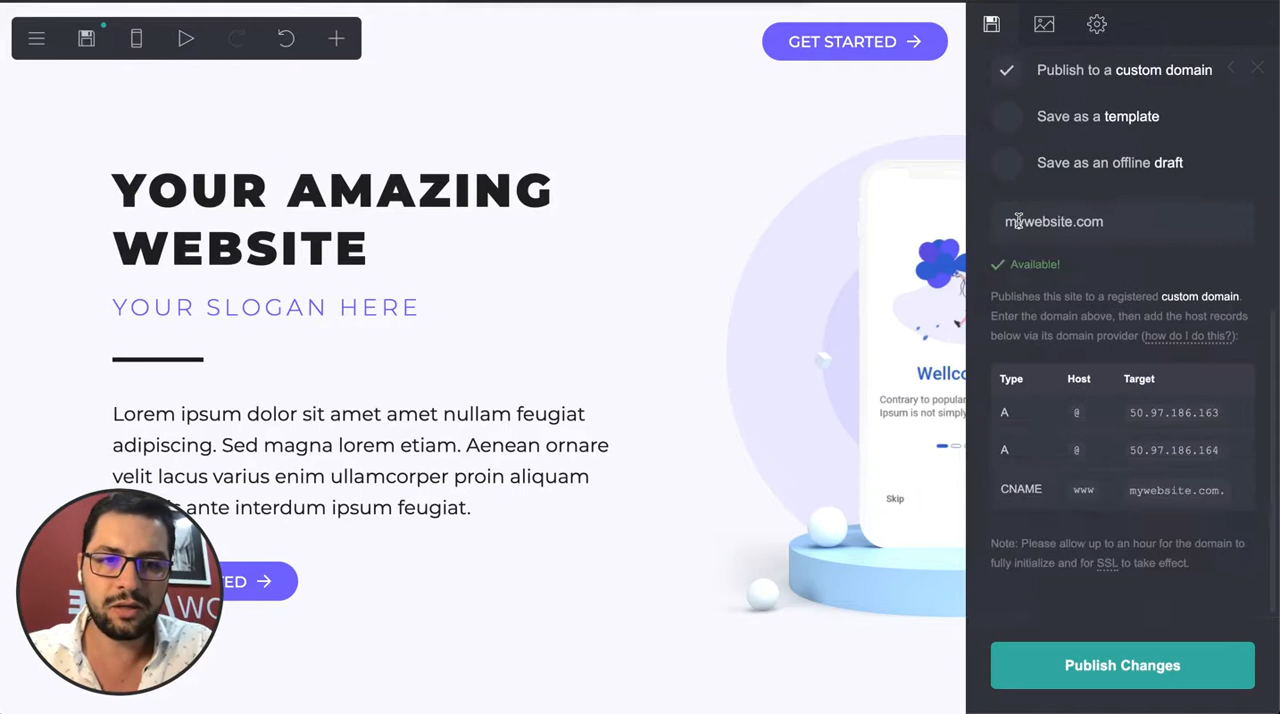 GET STARTED
YOUR AMAZING
WEBSITE
YOUR SLOGAN HERE
Lorem ipsum dolor sit amet amet nullam feugiat
adipiscing. Sed magna lorem etiam. Aenean ornare
velit lacus varius enim ullamcorper proin aliquam
ante interdum ipsum feugiat.
Contrary to popular
Ipsum is not simply
Skip
Publish to a custom domain
Save as a template
Save as an offline draft
mywebsite.com
Available!
Publishes this site to a registered custom domain.
Enter the domain above, then add the host records
below via its domain provider (how do I do this?):
Type Host Target
A @ 50.97.186.163
A @ 50.97.186.164
CNAME www mywebsite.com.
Note: Please allow up to an hour for the domain to
fully initialize and for SSL to take effect.
Publish Changes